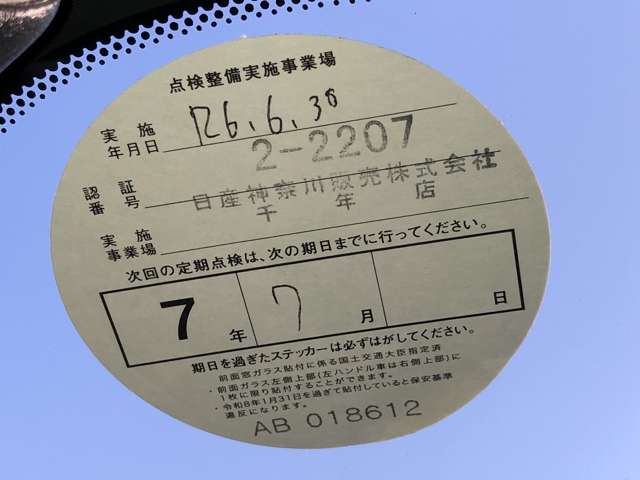 点検整備実施事業場
実施年月日 R6.6.30
認証番号 2-2207
日産神奈川販売株式会社
実施事業場 千年店
次回の定期点検は、次の期日までに行ってください。
7年 7月 日
期日を過ぎたステッカーは必ずはがしてください。
前面窓ガラス貼付に係る国土交通大臣指定済
・前面ガラス左側上部(左ハンドル車は右側上部)に
1枚に限り貼付することができます。
・令和8年1月31日を過ぎて貼付していると保安基準
違反になります。
AB 018612